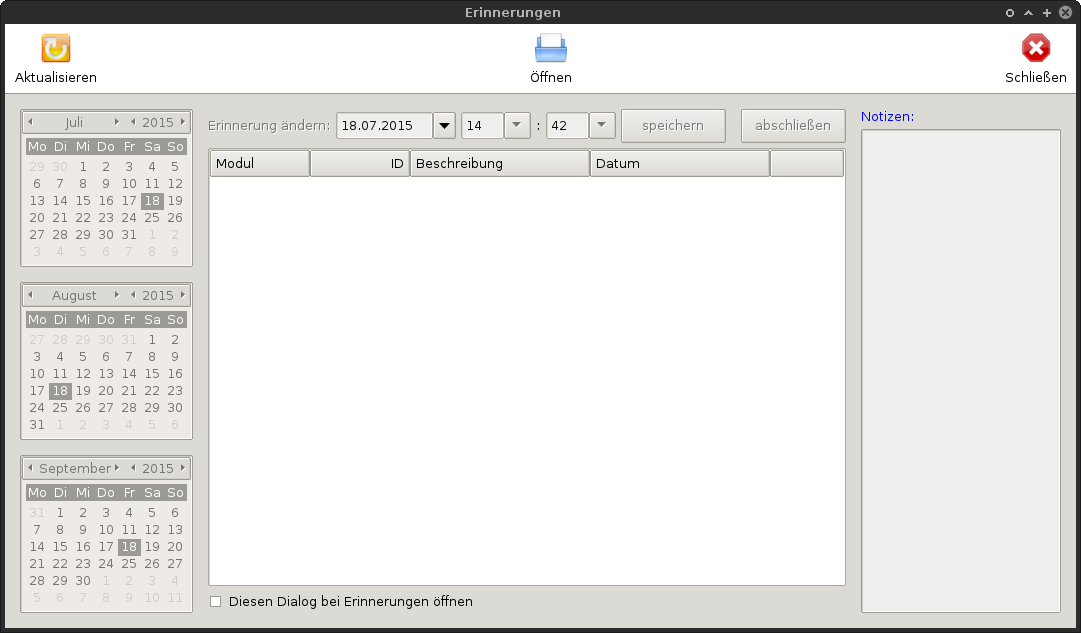 Erinnerungen
Aktualisieren
Öffnen
Schließen
Juli 2015
Mo Di Mi Do Fr Sa So
29 30 1 2 3 4 5
6 7 8 9 10 11 12
13 14 15 16 17 18 19
20 21 22 23 24 25 26
27 28 29 30 31 1 2
3 4 5 6 7 8 9
August 2015
Mo Di Mi Do Fr Sa So
27 28 29 30 31 1 2
3 4 5 6 7 8 9
10 11 12 13 14 15 16
17 18 19 20 21 22 23
24 25 26 27 28 29 30
31 1 2 3 4 5 6
September 2015
Mo Di Mi Do Fr Sa So
31 1 2 3 4 5 6
7 8 9 10 11 12 13
14 15 16 17 18 19 20
21 22 23 24 25 26 27
28 29 30 1 2 3 4
5 6 7 8 9 10 11
Erinnerung ändern: 18.07.2015 14 : 42 speichern abschließen
Modul ID Beschreibung Datum
Diesen Dialog bei Erinnerungen öffnen
Notizen: